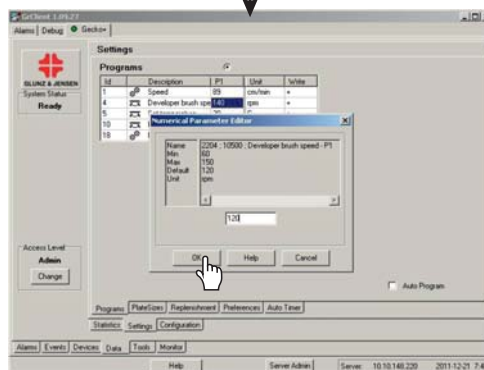 GrClient 3.09.27
Alarms Debug Gecko+
GLUNZ & JENSEN
System Status
Ready
Access Level
Admin
Change
Settings
Programs
Id Description P1 Unit Write
1 Speed 89 cm/min +
4 Developer brush spe 140 rpm +
5
10
18
Numerical Parameter Editor
Name 2204 ; 10500 ; Developer brush speed - P1
Min 60
Max 150
Default 120
Unit rpm
120
OK Help Cancel
Auto Program
Programs PlateSizes Replenishment Preferences Auto Timer
Statistics Settings Configuration
Alarms Events Devices Data Tools Monitor
Help Server Admin Server: 10.10.148.220 2011-12-21